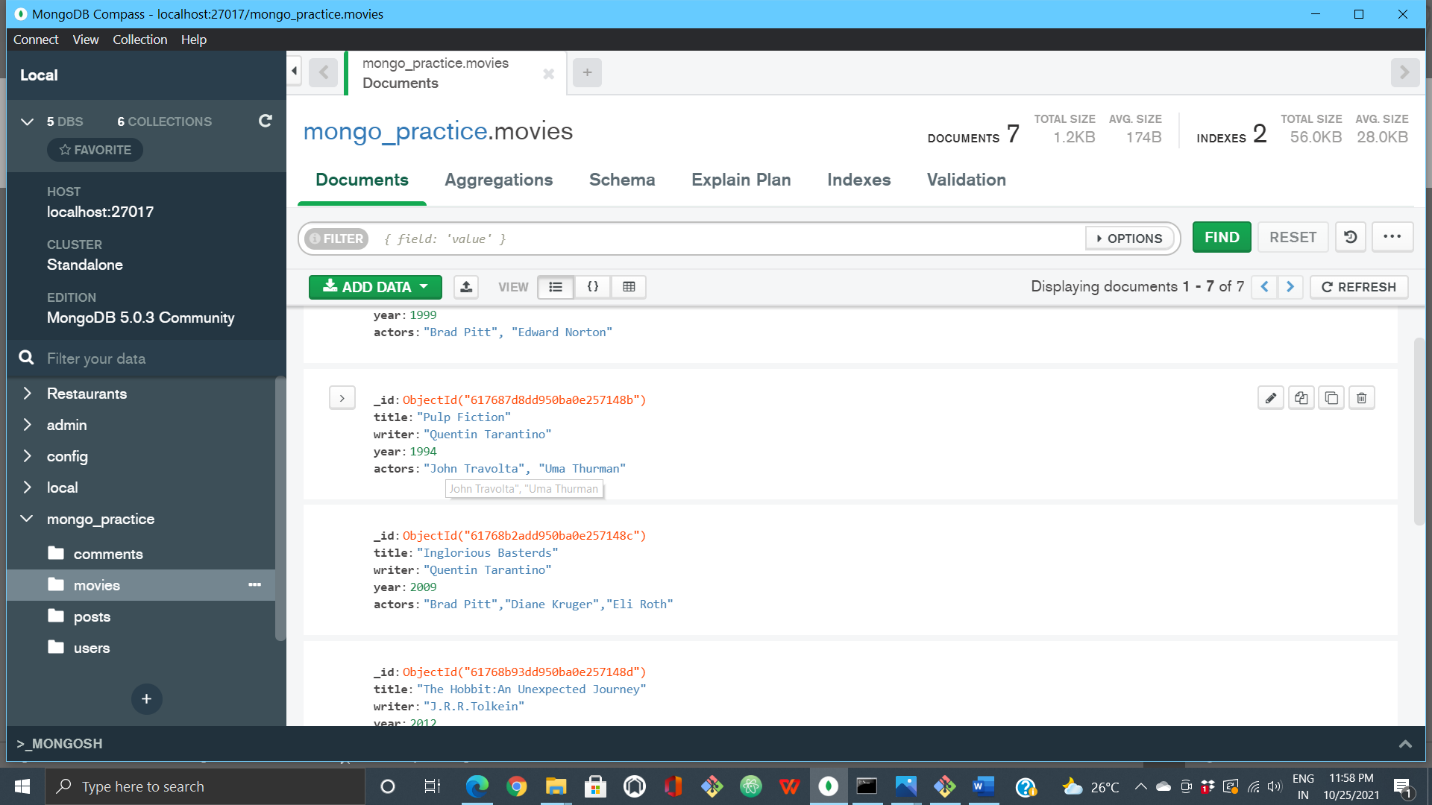 MongoDB Compass - localhost:27017/mongo_practice.movies
Connect View Collection Help
Local
5 DBS 6 COLLECTIONS
FAVORITE
HOST
localhost:27017
CLUSTER
Standalone
EDITION
MongoDB 5.0.3 Community
Filter your data
Restaurants
admin
config
local
mongo_practice
comments
movies
posts
users
+
mongo_practice.movies
Documents
+
mongo_practice.movies
DOCUMENTS 7
TOTAL SIZE
1.2KB
AVG. SIZE
174B
INDEXES 2
TOTAL SIZE
56.0KB
AVG. SIZE
28.0KB
Documents Aggregations Schema Explain Plan Indexes Validation
FILTER { field: 'value' } OPTIONS FIND RESET
ADD DATA VIEW {} Displaying documents 1 - 7 of 7 REFRESH
year: 1999
actors: "Brad Pitt", "Edward Norton"
_id: ObjectId("617687d8dd950ba0e257148b")
title: "Pulp Fiction"
writer: "Quentin Tarantino"
year: 1994
actors: "John Travolta", "Uma Thurman"
John Travolta", "Uma Thurman
_id: ObjectId("61768b2add950ba0e257148c")
title: "Inglorious Basterds"
writer: "Quentin Tarantino"
year: 2009
actors: "Brad Pitt","Diane Kruger","Eli Roth"
_id: ObjectId("61768b93dd950ba0e257148d")
title: "The Hobbit:An Unexpected Journey"
writer: "J.R.R.Tolkein"
year: 2012
>_MONGOSH
Type here to search
26°C
ENG
IN
11:58 PM
10/25/2021
1